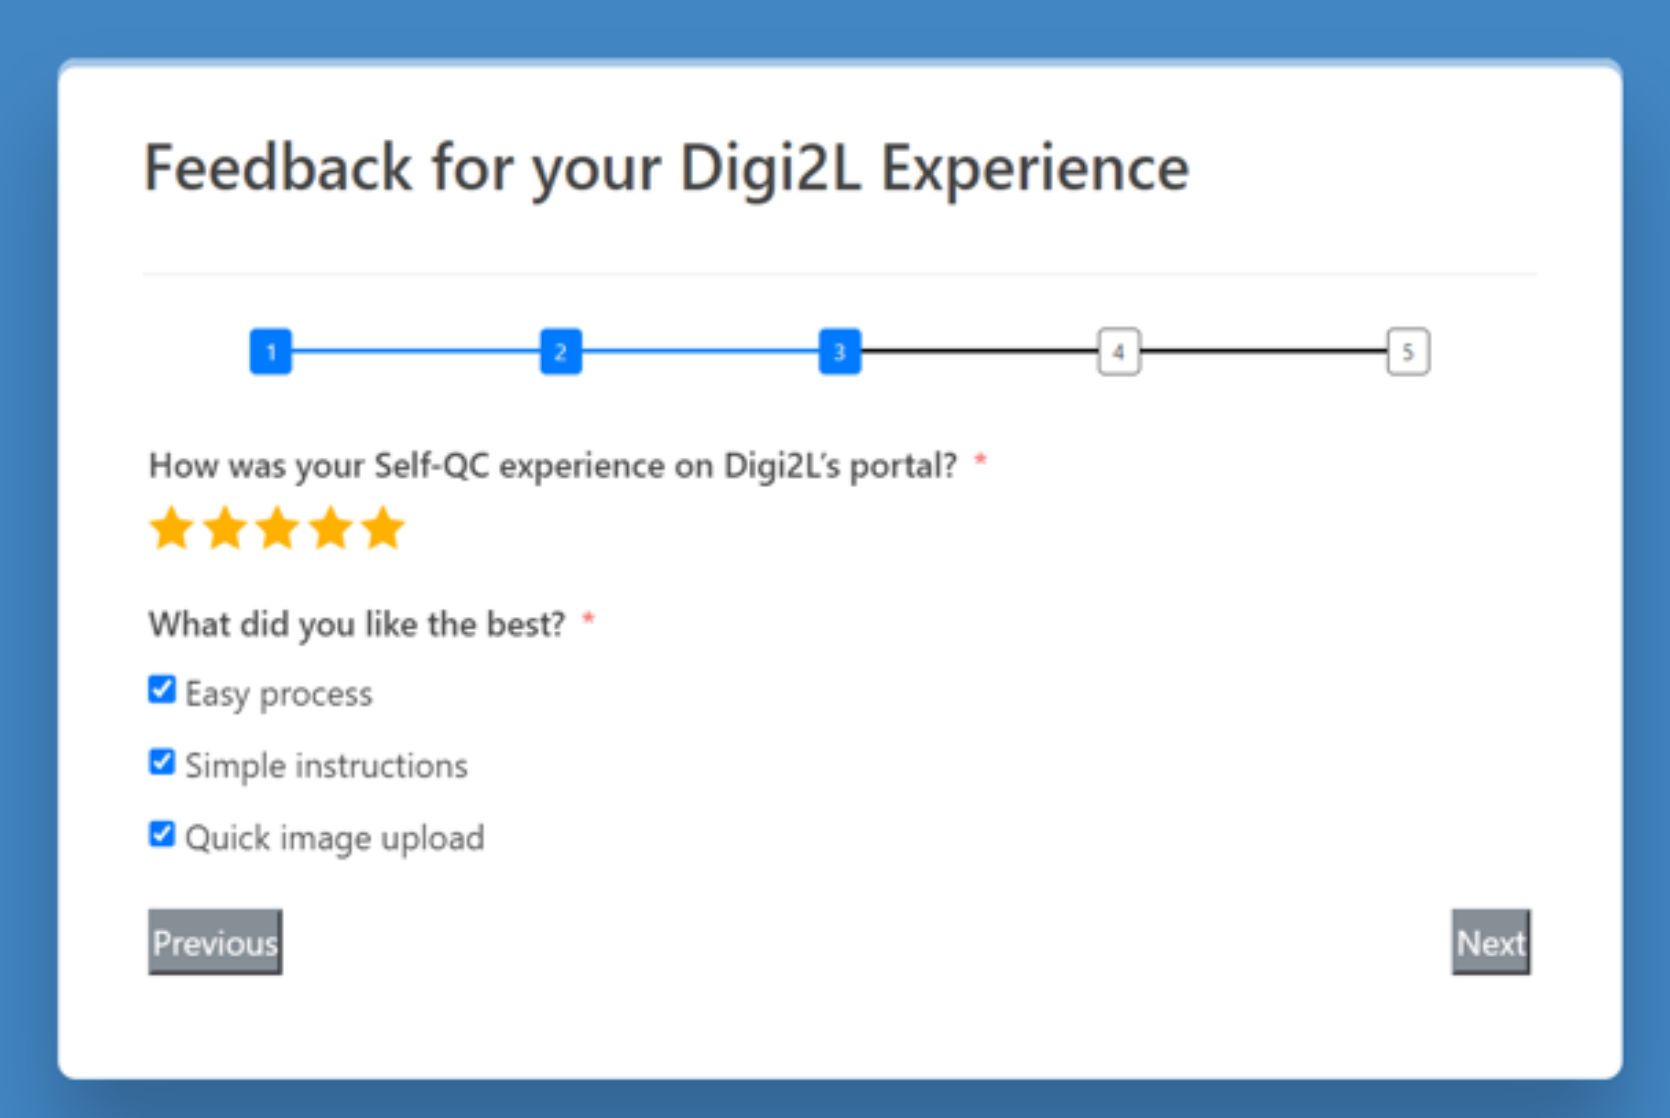 Feedback for your Digi2L Experience
1 2 3 4 5
How was your Self-QC experience on Digi2L's portal? *
What did you like the best? *
Easy process
Simple instructions
Quick image upload
Previous Next